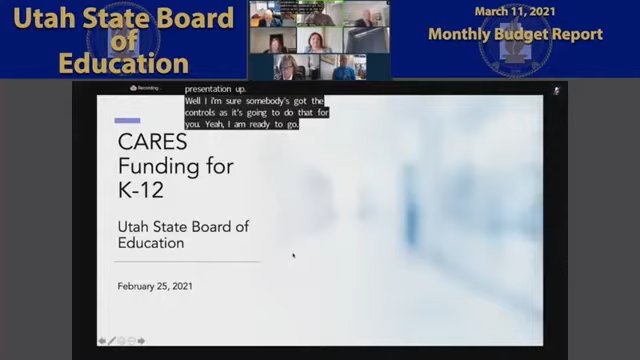 Utah State Board
of
Education
March 11, 2021
Monthly Budget Report
Recording
presentation up.
Well I i'm sure somebody's got the
controls as it's going to do that for
you. Yeah, I am ready to go.
CARES
Funding for
K-12
Utah State Board of
Education
February 25, 2021